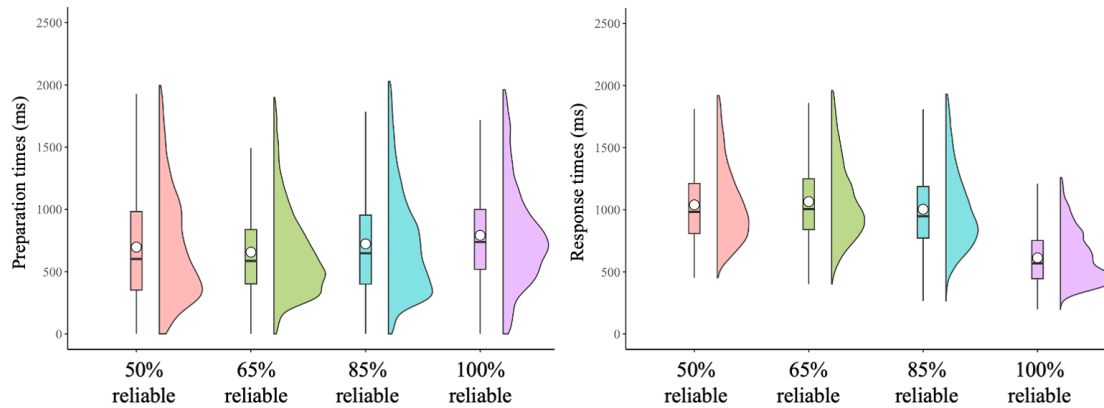 Preparation times (ms)
2500
2000
1500
1000
500
0
50%
reliable
65%
reliable
85%
reliable
100%
reliable
Response times (ms)
2500
2000
1500
1000
500
0
50%
reliable
65%
reliable
85%
reliable
100%
reliable